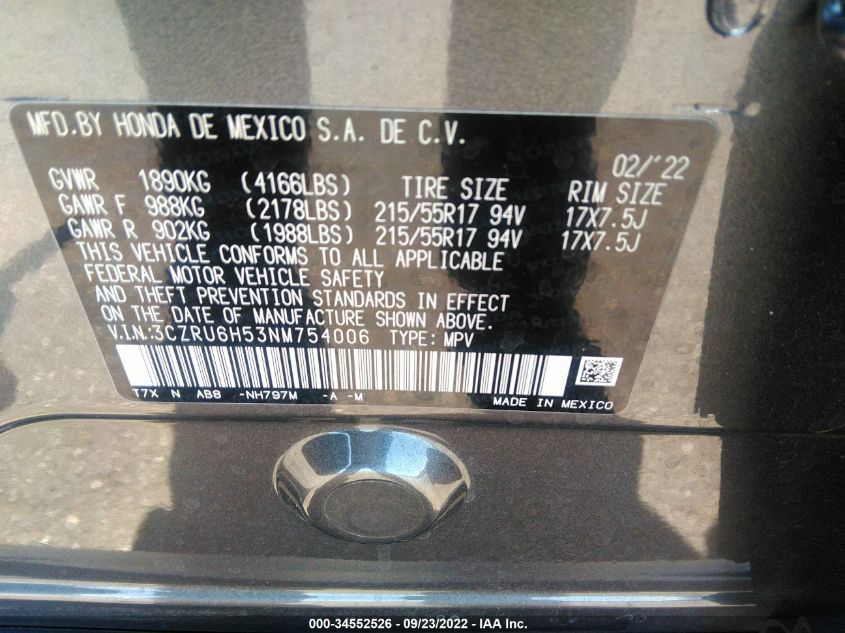 MFD.BY HONDA DE MEXICO S.A. DE C.V.
02/'22
GVWR 1890KG (4166LBS) TIRE SIZE RIM SIZE
GAWR F 988KG (2178LBS) 215/55R17 94V 17X7.5J
GAWR R 902KG (1988LBS) 215/55R17 94V 17X7.5J
THIS VEHICLE CONFORMS TO ALL APPLICABLE
FEDERAL MOTOR VEHICLE SAFETY
AND THEFT PREVENTION STANDARDS IN EFFECT
ON THE DATE OF MANUFACTURE SHOWN ABOVE.
V.I.N:3CZRU6H53NM754006 TYPE: MPV
T7X N AB8 -NH797M -A -M
MADE IN MEXICO
000-34552526 - 09/23/2022 - IAA Inc.